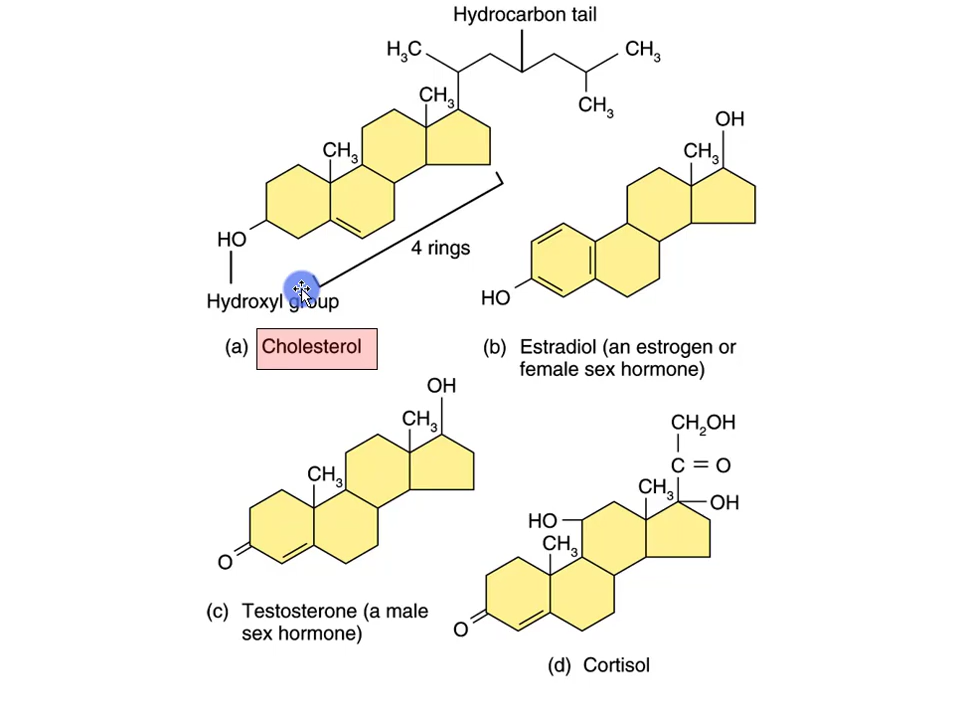 Hydrocarbon tail
H₃C
CH₃
CH₃
CH₃
CH₃
HO
4 rings
Hydroxyl group
(a) Cholesterol
OH
CH₃
HO
(b) Estradiol (an estrogen or
female sex hormone)
OH
CH₃
CH₃
O
(c) Testosterone (a male
sex hormone)
CH₂OH
C = O
CH₃
OH
HO
CH₃
O
(d) Cortisol